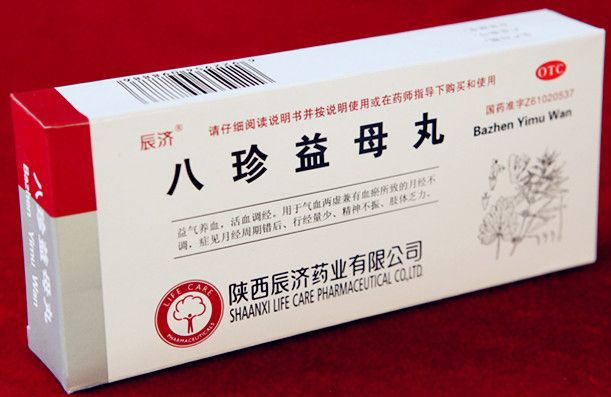 OTC
辰济®
请仔细阅读说明书并按说明使用或在药师指导下购买和使用
国药准字Z61020537
八珍益母丸
Bazhen Yimu Wan
益气养血，活血调经。用于气血两虚兼有血瘀所致的月经不
调，症见月经周期错后、行经量少、精神不振、肢体乏力。
LIFE CARE
PHARMACEUTICALS
陕西辰济药业有限公司
SHAANXI LIFE CARE PHARMACEUTICAL CO.,LTD.
八珍益母丸
Bazhen Yimu Wan